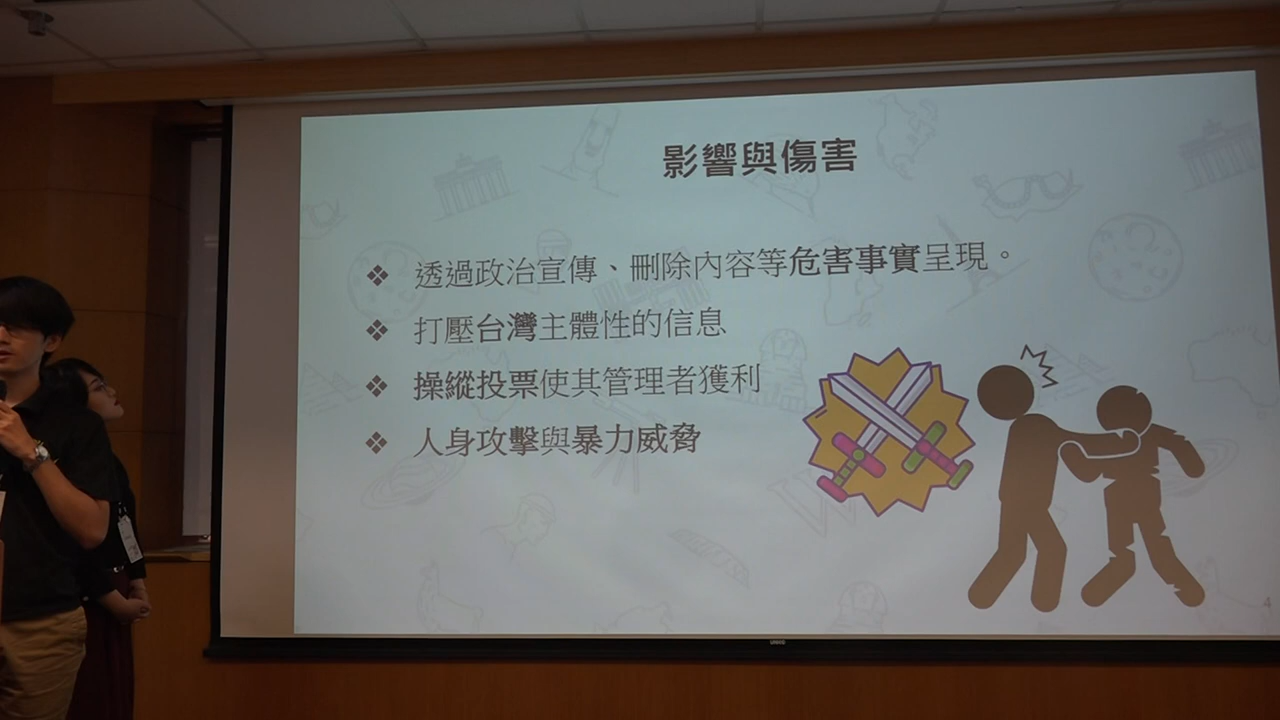 影響與傷害
❖ 透過政治宣傳、刪除內容等危害事實呈現。
❖ 打壓台灣主體性的信息
❖ 操縱投票使其管理者獲利
❖ 人身攻擊與暴力威脅
W
4